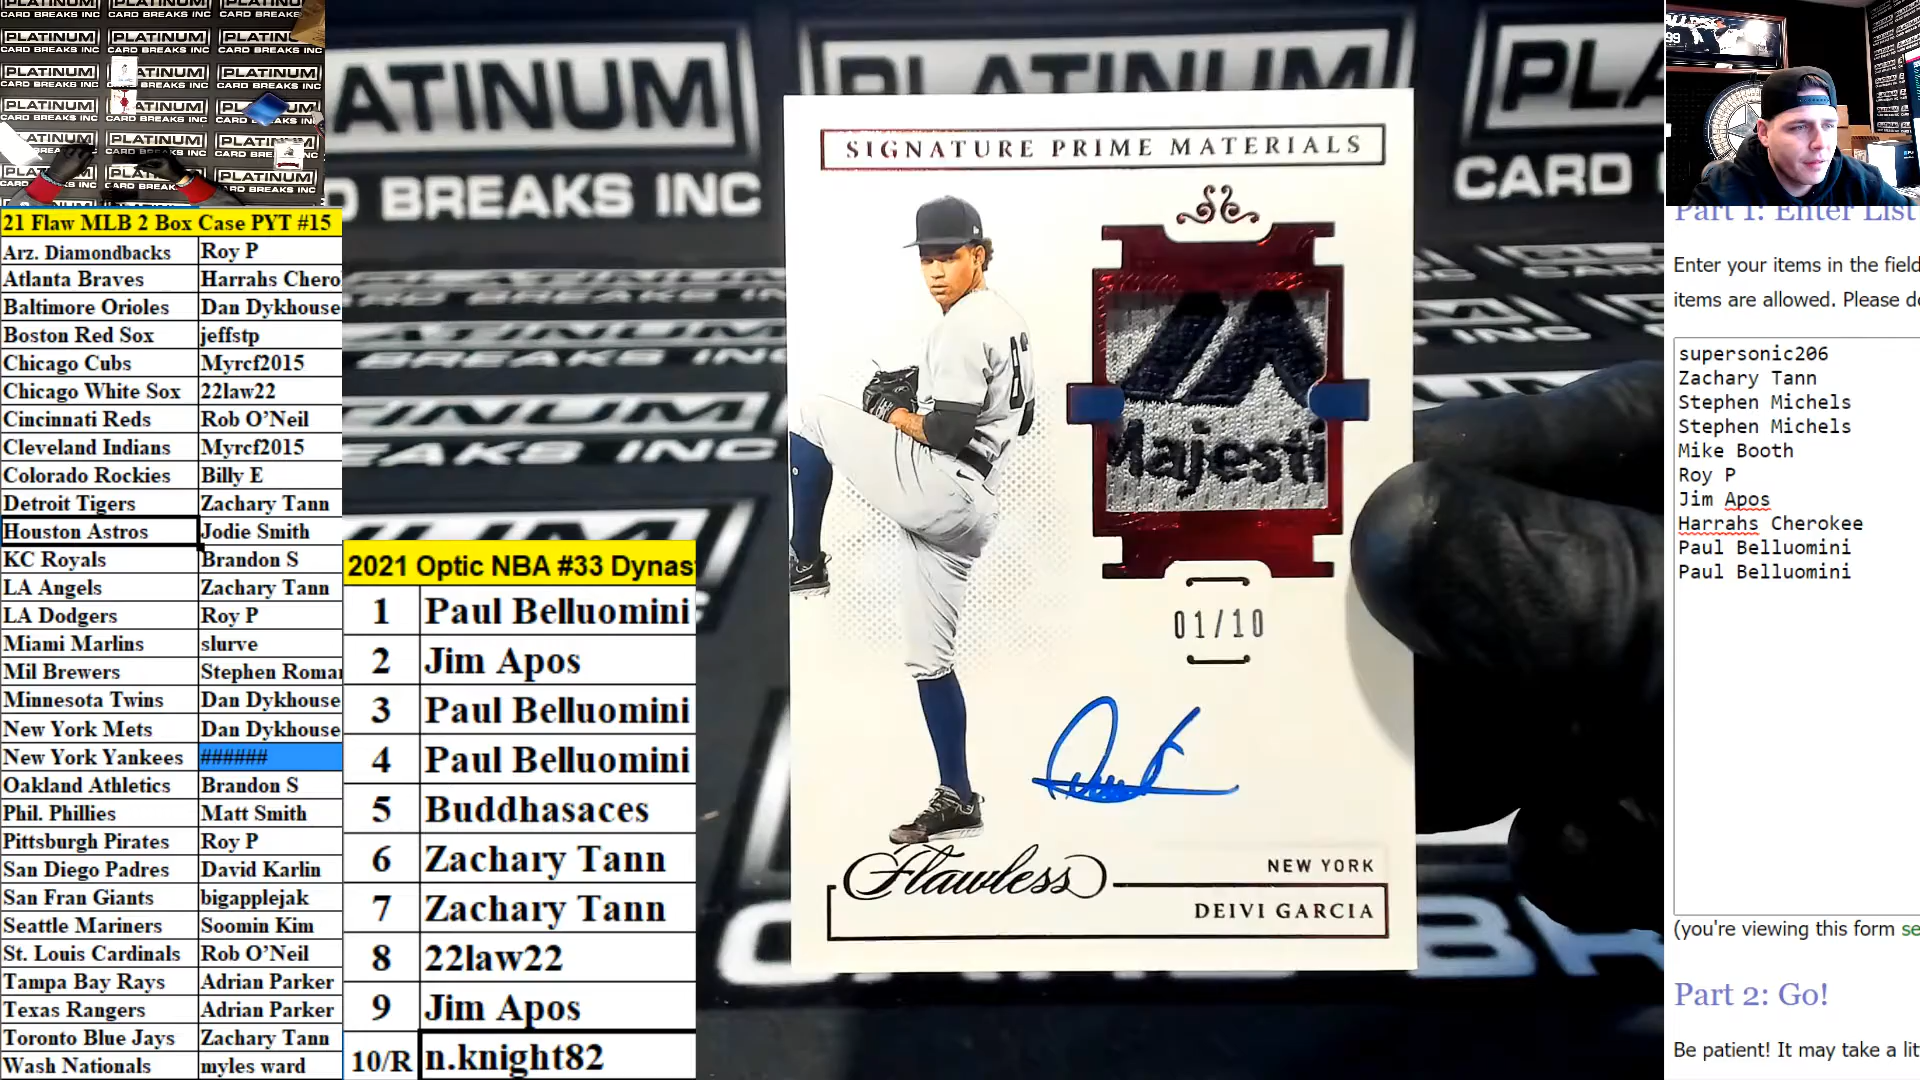 PLATINUM
CARD BREAKS INC
21 Flaw MLB 2 Box Case PYT #15
Arz. Diamondbacks Roy P
Atlanta Braves Harrahs Chero
Baltimore Orioles Dan Dykhouse
Boston Red Sox jeffstp
Chicago Cubs Myrcf2015
Chicago White Sox 22law22
Cincinnati Reds Rob O'Neil
Cleveland Indians Myrcf2015
Colorado Rockies Billy E
Detroit Tigers Zachary Tann
Houston Astros Jodie Smith
KC Royals Brandon S
LA Angels Zachary Tann
LA Dodgers Roy P
Miami Marlins slurve
Mil Brewers Stephen Roma
Minnesota Twins Dan Dykhouse
New York Mets Dan Dykhouse
New York Yankees ######
Oakland Athletics Brandon S
Phil. Phillies Matt Smith
Pittsburgh Pirates Roy P
San Diego Padres David Karlin
San Fran Giants bigapplejak
Seattle Mariners Soomin Kim
St. Louis Cardinals Rob O'Neil
Tampa Bay Rays Adrian Parker
Texas Rangers Adrian Parker
Toronto Blue Jays Zachary Tann
Wash Nationals myles ward
2021 Optic NBA #33 Dynas
1 Paul Belluomini
2 Jim Apos
3 Paul Belluomini
4 Paul Belluomini
5 Buddhasaces
6 Zachary Tann
7 Zachary Tann
8 22law22
9 Jim Apos
10/R n.knight82
SIGNATURE PRIME MATERIALS
Majesti
01/10
Flawless
NEW YORK
DEIVI GARCIA
Part 1: Enter List
Enter your items in the field
items are allowed. Please d
supersonic206
Zachary Tann
Stephen Michels
Stephen Michels
Mike Booth
Roy P
Jim Apos
Harrahs Cherokee
Paul Belluomini
Paul Belluomini
(you're viewing this form se
Part 2: Go!
Be patient! It may take a lit